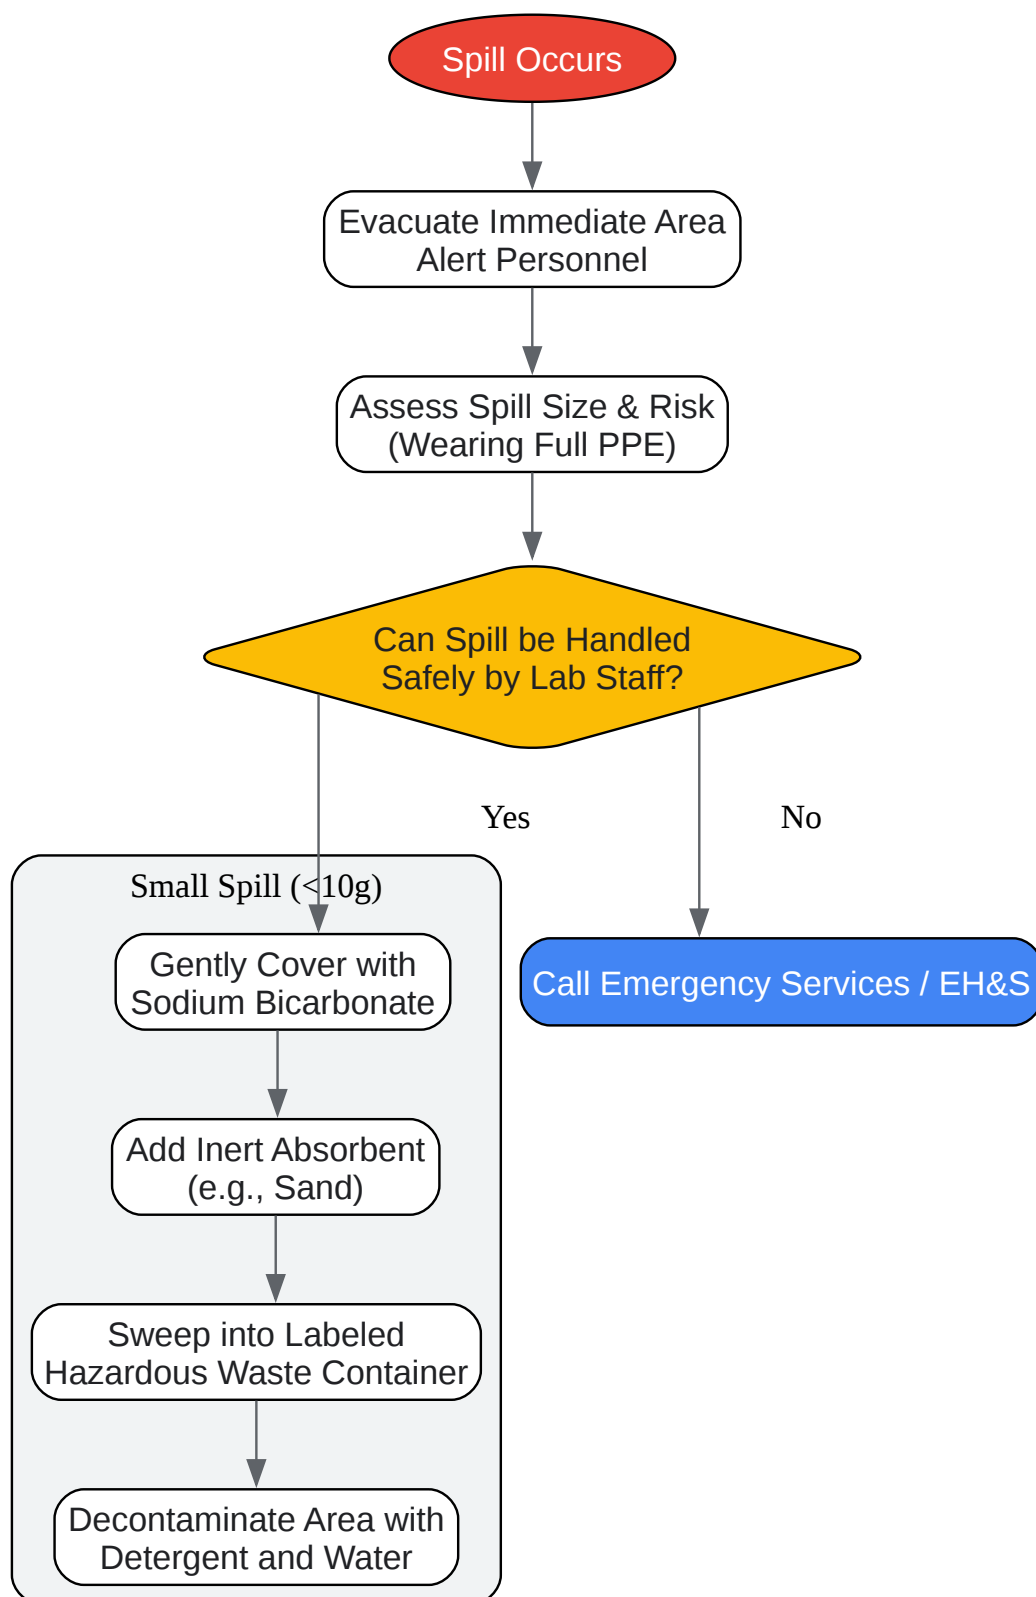 Spill Occurs
Evacuate Immediate Area
Alert Personnel
Assess Spill Size & Risk
(Wearing Full PPE)
Can Spill be Handled
Safely by Lab Staff?
Yes
No
Small Spill (<10g)
Gently Cover with
Sodium Bicarbonate
Call Emergency Services / EH&S
Add Inert Absorbent
(e.g., Sand)
Sweep into Labeled
Hazardous Waste Container
Decontaminate Area with
Detergent and Water